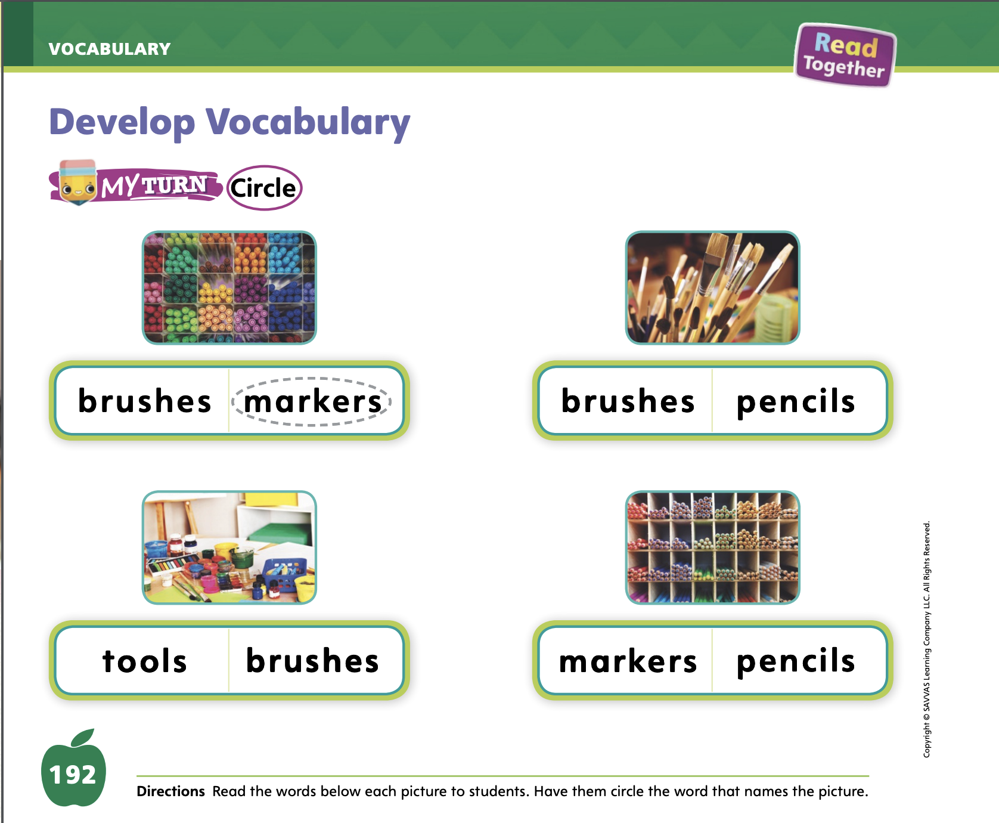 VOCABULARY
Read
Together
Develop Vocabulary
MY TURN Circle
brushes markers
brushes pencils
tools brushes
markers pencils
Copyright © SAVVAS Learning Company LLC. All Rights Reserved.
192
Directions Read the words below each picture to students. Have them circle the word that names the picture.